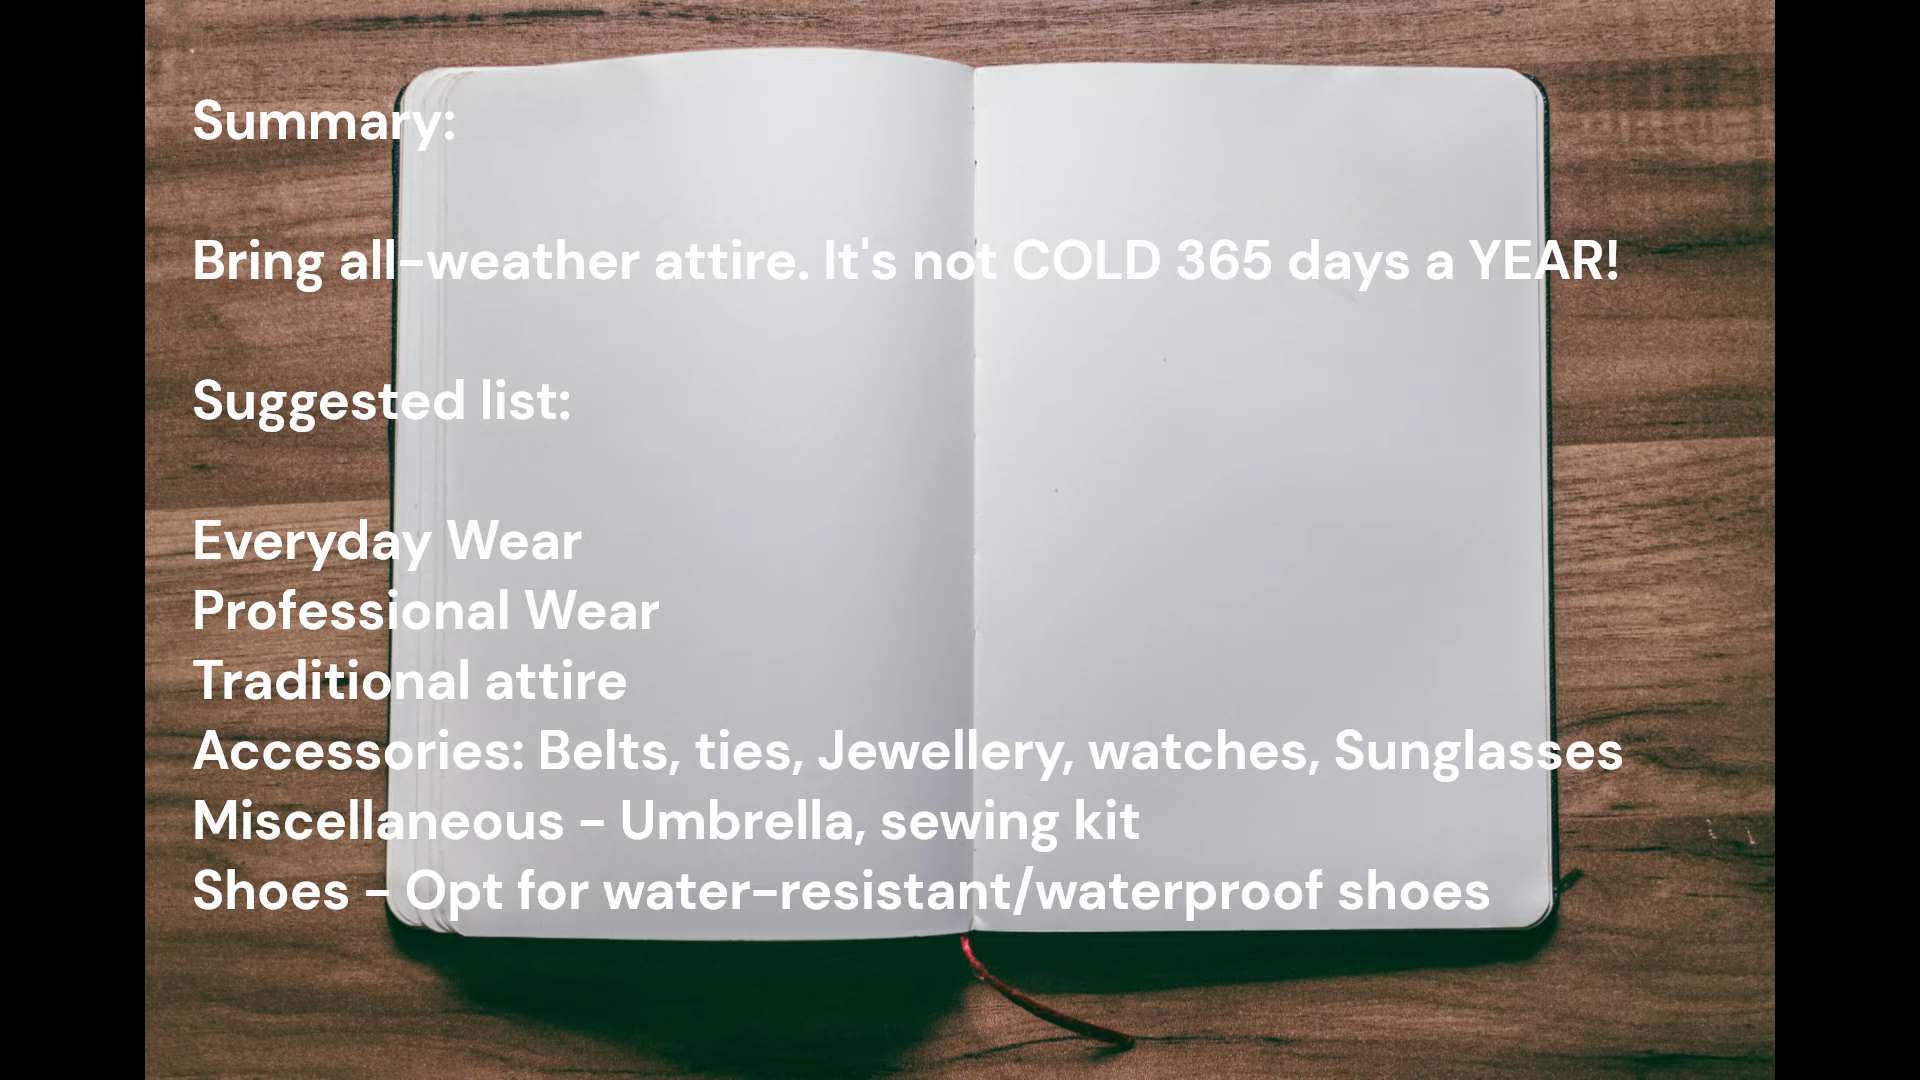 Summary:
Bring all-weather attire. It's not COLD 365 days a YEAR!
Suggested list:
Everyday Wear
Professional Wear
Traditional attire
Accessories: Belts, ties, Jewellery, watches, Sunglasses
Miscellaneous - Umbrella, sewing kit
Shoes - Opt for water-resistant/waterproof shoes